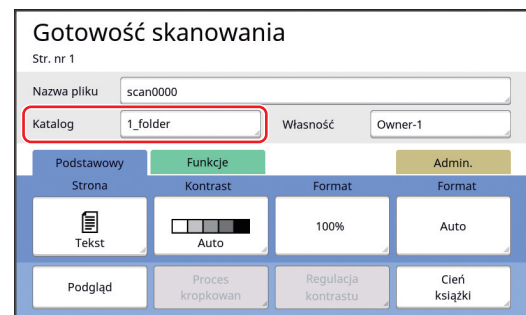 Gotowość skanowania
Str. nr 1
Nazwa pliku scan0000
Katalog 1_folder Własność Owner-1
Podstawowy Funkcje Admin.
Strona Kontrast Format Format
Tekst Auto 100% Auto
Podgląd Proces kropkowan Regulacja kontrastu Cień książki